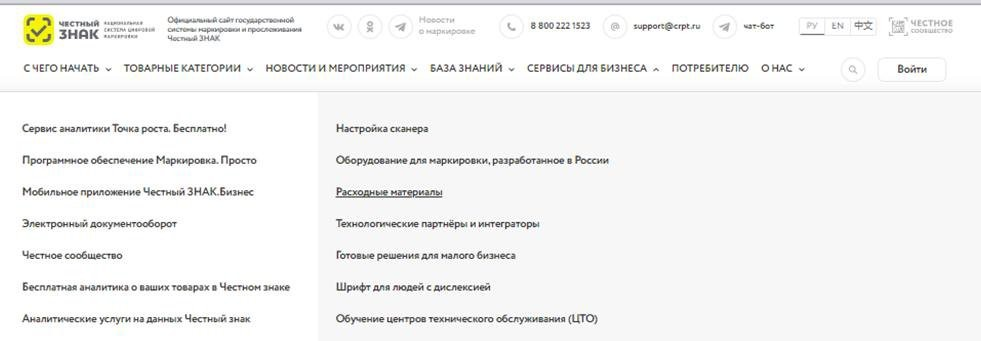 ЧЕСТНЫЙ ЗНАК
НАЦИОНАЛЬНАЯ СИСТЕМА ЦИФРОВОЙ МАРКИРОВКИ
Официальный сайт государственной
системы маркировки и прослеживания
Честный ЗНАК
Новости
о маркировке
8 800 222 1523
support@crpt.ru
чат-бот
РУ EN 中文
ЧЕСТНОЕ
СООБЩЕСТВО
С ЧЕГО НАЧАТЬ ТОВАРНЫЕ КАТЕГОРИИ НОВОСТИ И МЕРОПРИЯТИЯ БАЗА ЗНАНИЙ СЕРВИСЫ ДЛЯ БИЗНЕСА ПОТРЕБИТЕЛЮ О НАС Войти
Сервис аналитики Точка роста. Бесплатно!
Программное обеспечение Маркировка. Просто
Мобильное приложение Честный ЗНАК.Бизнес
Электронный документооборот
Честное сообщество
Бесплатная аналитика о ваших товарах в Честном знаке
Аналитические услуги на данных Честный знак
Настройка сканера
Оборудование для маркировки, разработанное в России
Расходные материалы
Технологические партнёры и интеграторы
Готовые решения для малого бизнеса
Шрифт для людей с дислексией
Обучение центров технического обслуживания (ЦТО)